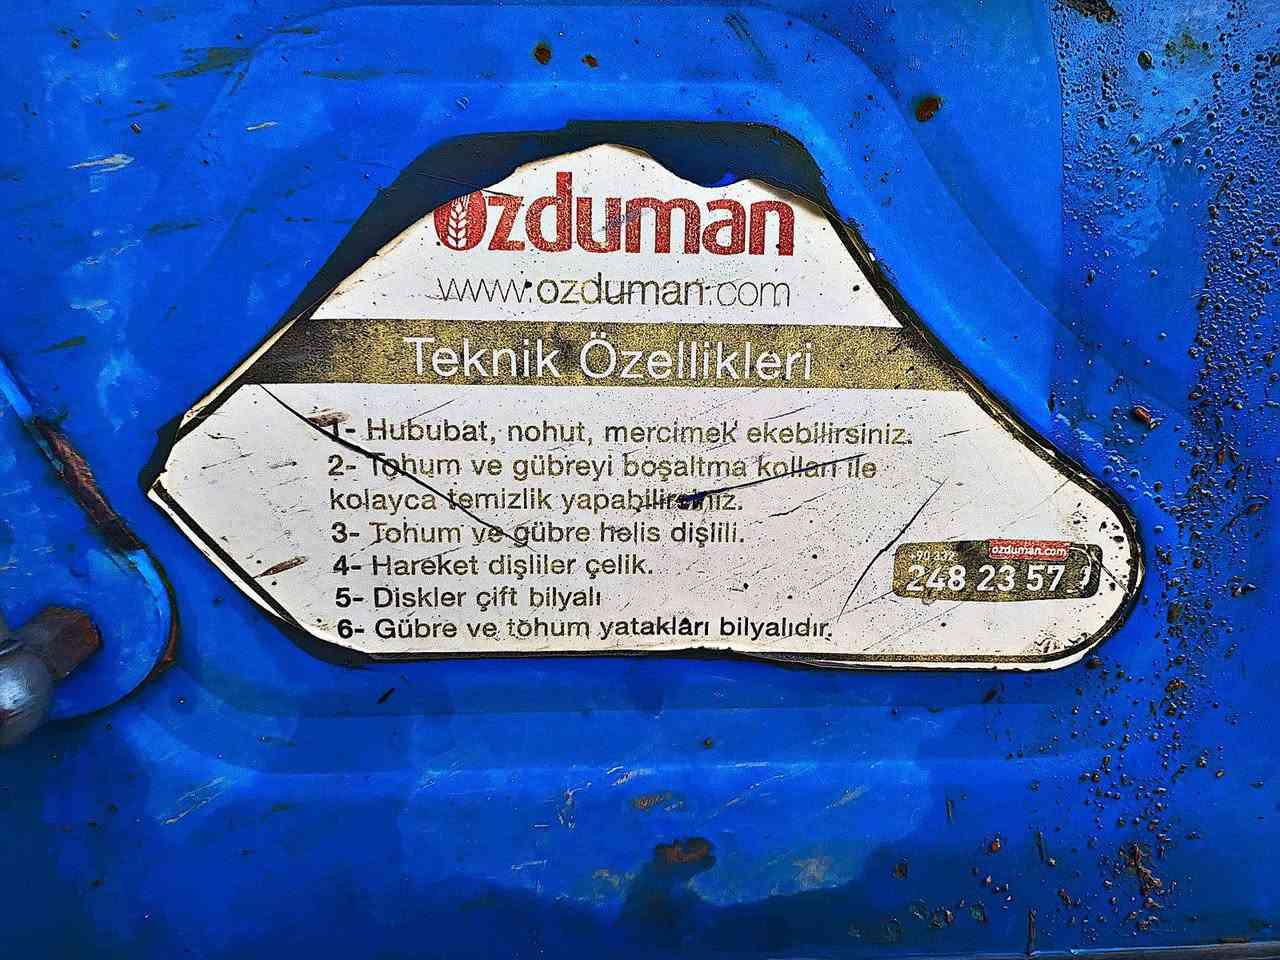 Özduman
www.ozduman.com
Teknik Özellikleri
1- Hububat, nohut, mercimek ekebilirsiniz.
2- Tohum ve gübreyi boşaltma kolları ile
kolayca temizlik yapabilirsiniz.
3- Tohum ve gübre helis dişlili.
4- Hareket dişliler çelik.
5- Diskler çift bilyalı
6- Gübre ve tohum yatakları bilyalıdır.
+90 332
ozduman.com
248 23 57